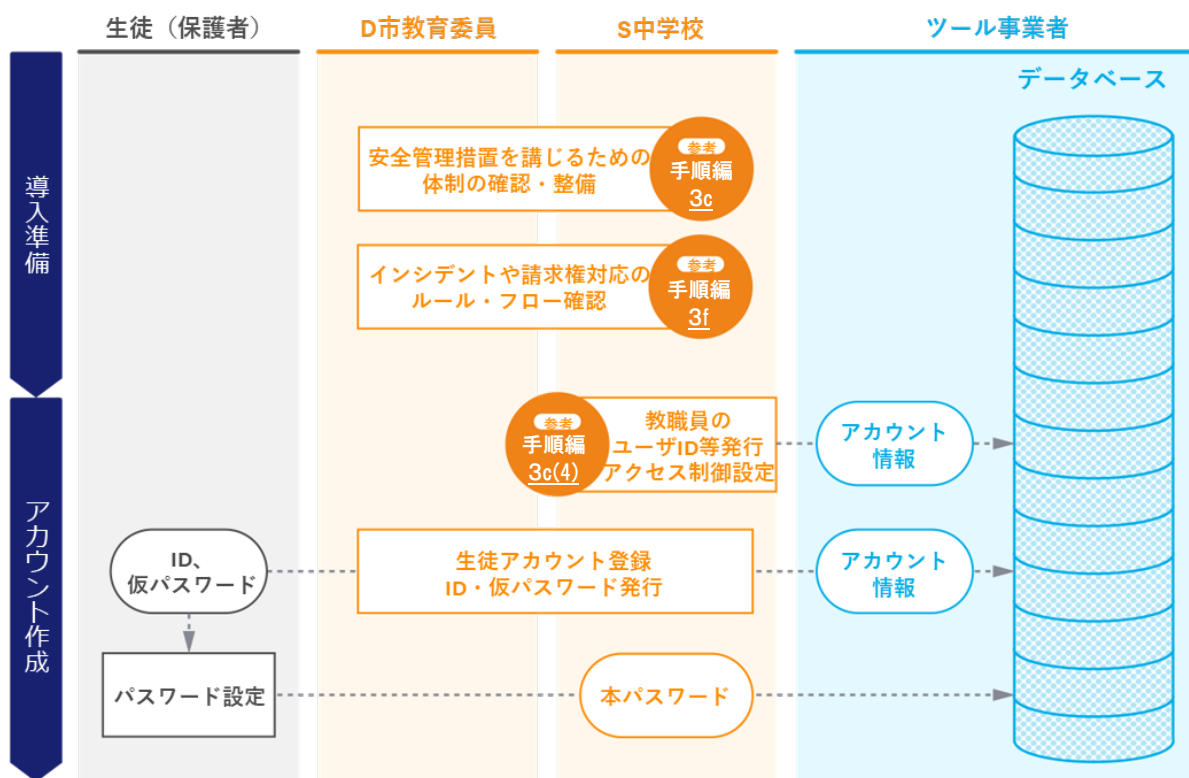 生徒（保護者）
D市教育委員
S中学校
ツール事業者
データベース
導入準備
安全管理措置を講じるための
体制の確認・整備
参考
手順編
3c
インシデントや請求権対応の
ルール・フロー確認
参考
手順編
3f
アカウント作成
参考
手順編
3c(4)
教職員の
ユーザID等発行
アクセス制御設定
アカウント
情報
ID、
仮パスワード
生徒アカウント登録
ID・仮パスワード発行
アカウント
情報
パスワード設定
本パスワード